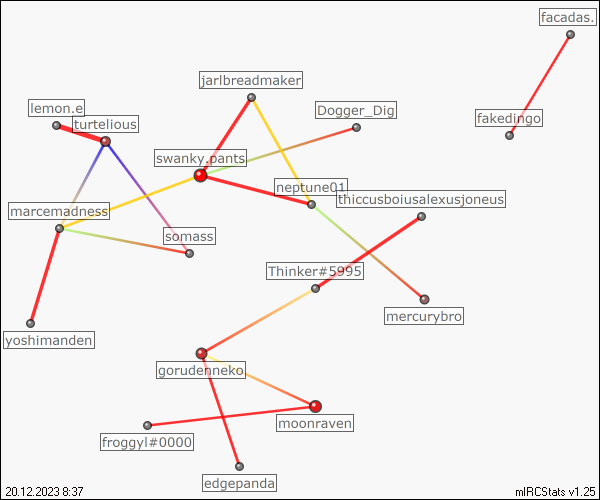 facadas.
jarlbreadmaker
lemon.e
Dogger_Dig
turtelious
fakedingo
swanky.pants
neptune01
thiccusboiusalexusjoneus
marcemadness
somass
Thinker#5995
mercurybro
yoshimanden
gorudenneko
moonraven
froggyl#0000
edgepanda
20.12.2023 8:37
mIRCStats v1.25